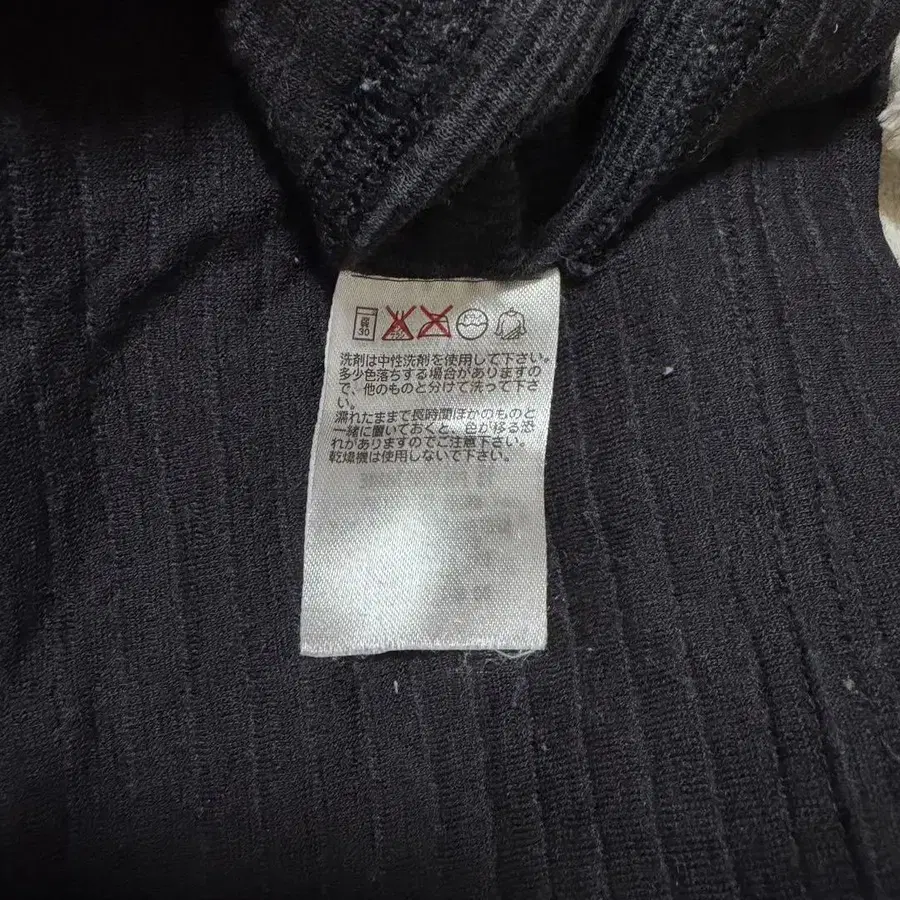 30
洗剤は中性洗剤を使用して下さい。
多少色落ちする場合がありますの
で、他のものと分けて洗って下さ
い。
濡れたままで長時間ほかのものと
一緒に置いておくと、色が移る恐
れがありますのでご注意下さい。
乾燥機は使用しないで下さい。